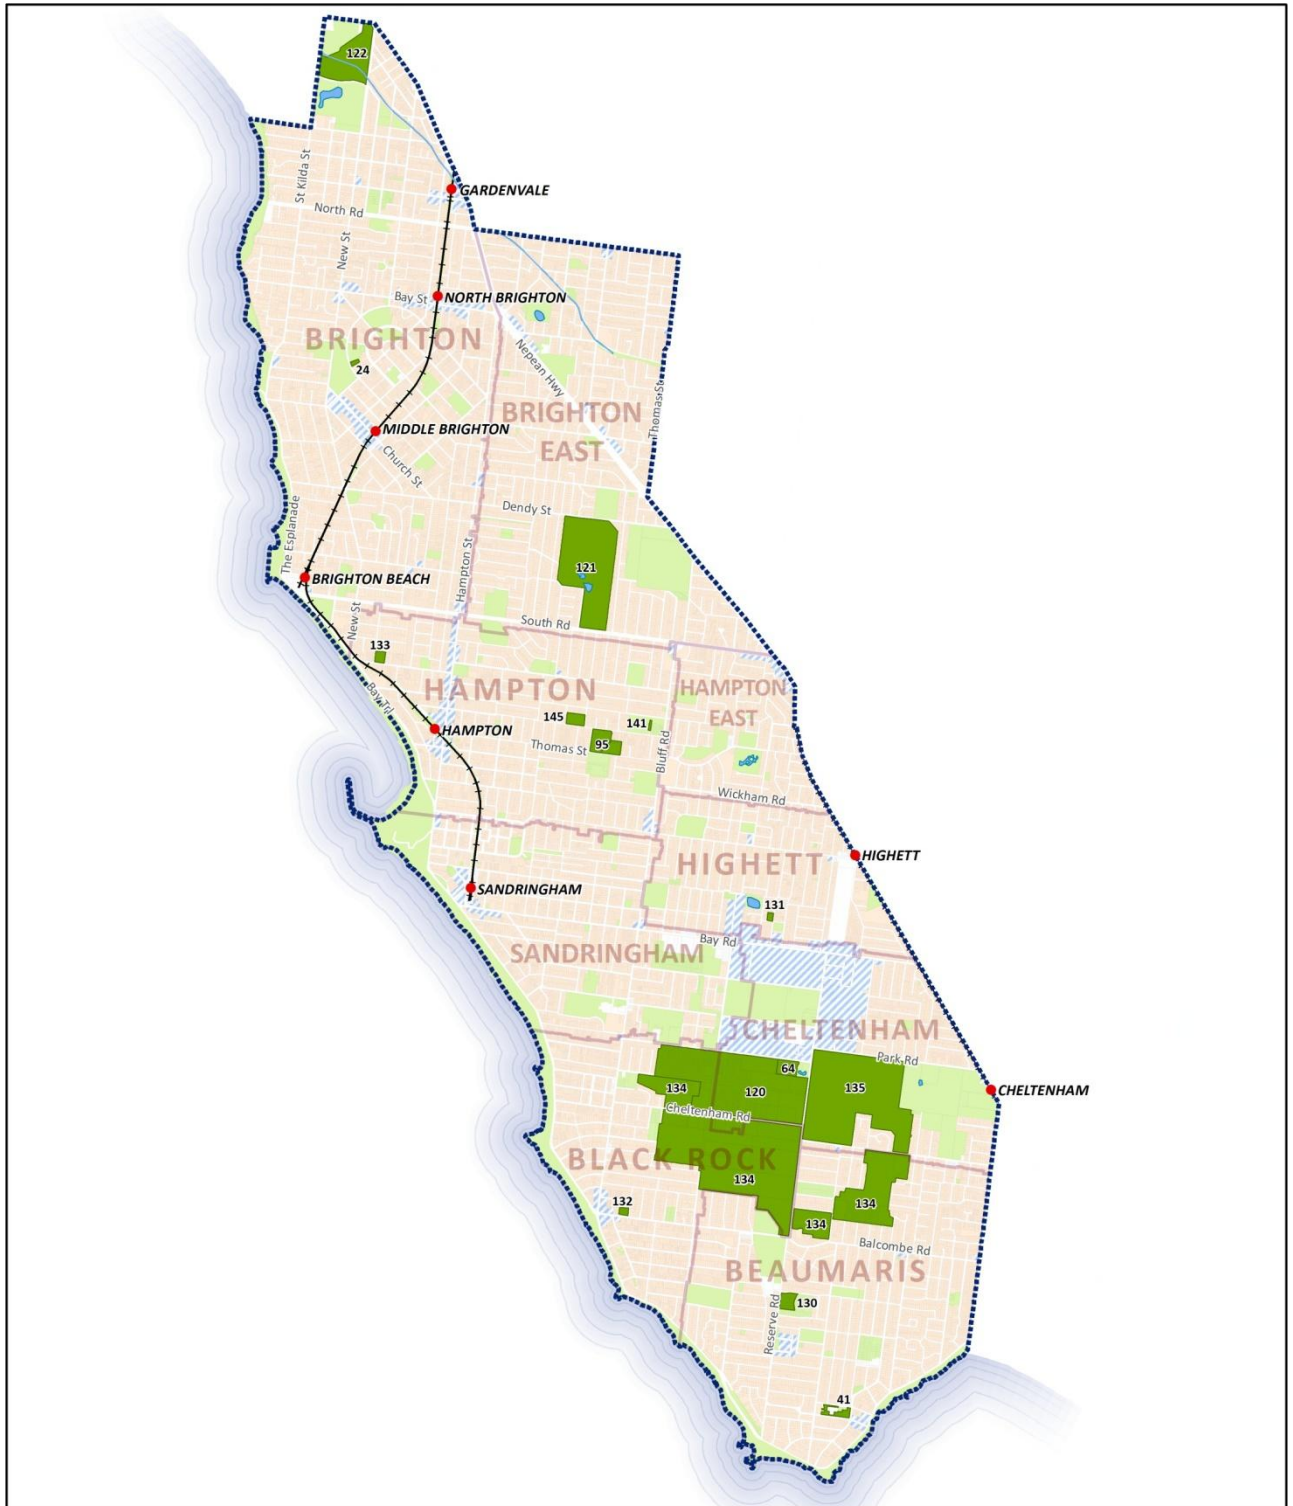 122
St Kilda St
GARDENVALE
North Rd
New St
Bay St
NORTH BRIGHTON
BRIGHTON
24
Nepean Hwy
Thomas St
BRIGHTON
EAST
MIDDLE BRIGHTON
Church St
Dendy St
The Esplanade
Hampton St
121
BRIGHTON BEACH
New St
South Rd
133
Bay Trl
HAMPTON
HAMPTON
EAST
145
141
95
HAMPTON
Thomas St
Bluff Rd
Wickham Rd
HIGHETT
HIGHETT
SANDRINGHAM
131
Bay Rd
SANDRINGHAM
CHELTENHAM
Park Rd
64
134
120
135
CHELTENHAM
Cheltenham Rd
BLACK ROCK
134
132
134
134
Balcombe Rd
BEAUMARIS
130
Reserve Rd
41